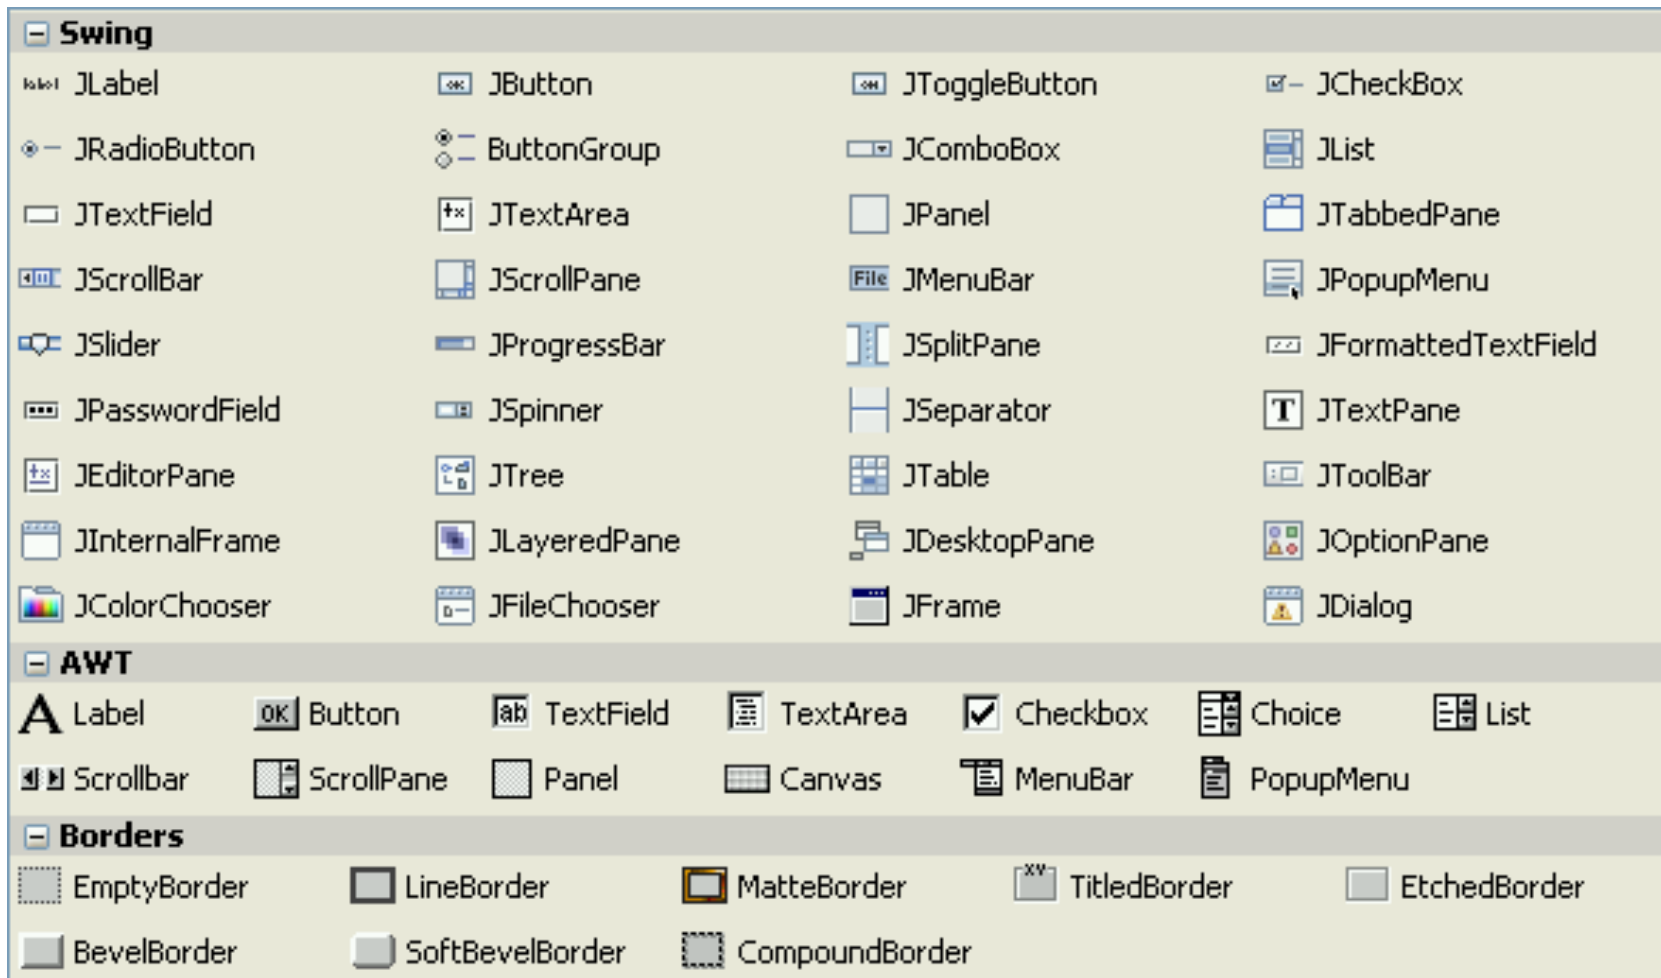 Swing
label JLabel OK JButton ON JToggleButton JCheckBox
JRadioButton ButtonGroup JComboBox JList
JTextField JTextArea JPanel JTabbedPane
JScrollBar JScrollPane File JMenuBar JPopupMenu
JSlider JProgressBar JSplitPane JFormattedTextField
JPasswordField JSpinner JSeparator T JTextPane
JEditorPane JTree JTable JToolBar
JInternalFrame JLayeredPane JDesktopPane JOptionPane
JColorChooser JFileChooser JFrame JDialog
AWT
A Label OK Button ab TextField TextArea Checkbox Choice List
Scrollbar ScrollPane Panel Canvas MenuBar PopupMenu
Borders
EmptyBorder LineBorder MatteBorder XY TitledBorder EtchedBorder
BevelBorder SoftBevelBorder CompoundBorder